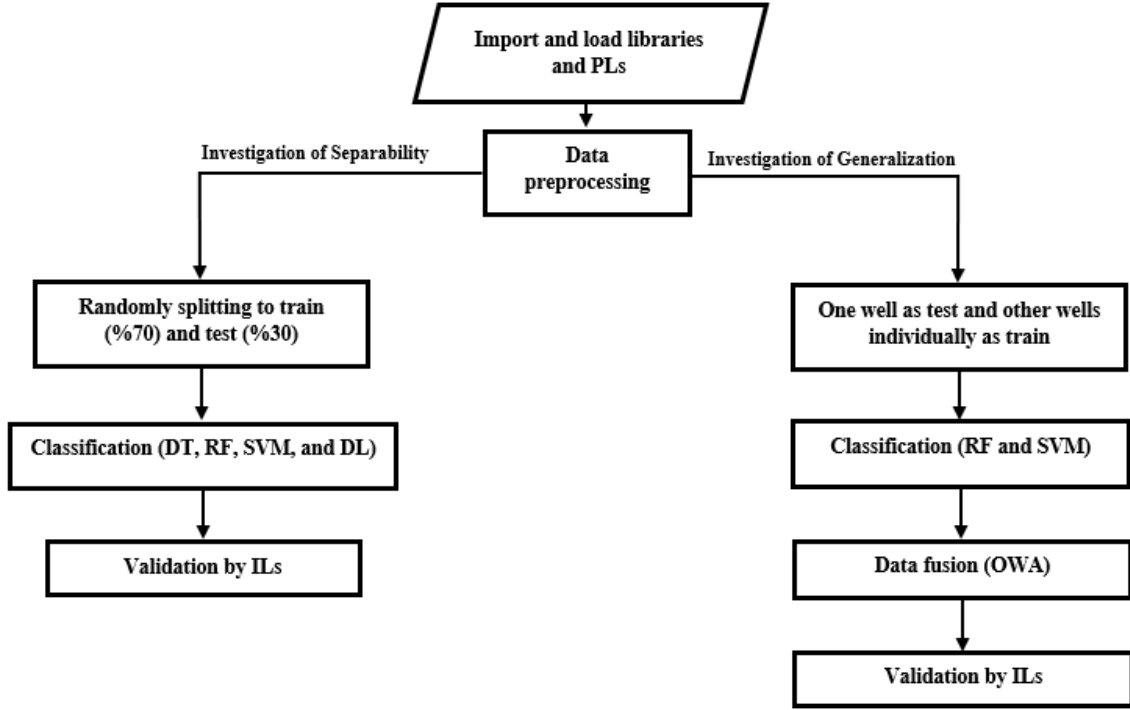 Import and load libraries
and PLs
Data
preprocessing
Investigation of Separability
Investigation of Generalization
Randomly splitting to train
(%70) and test (%30)
Classification (DT, RF, SVM, and DL)
Validation by ILs
One well as test and other wells
individually as train
Classification (RF and SVM)
Data fusion (OWA)
Validation by ILs